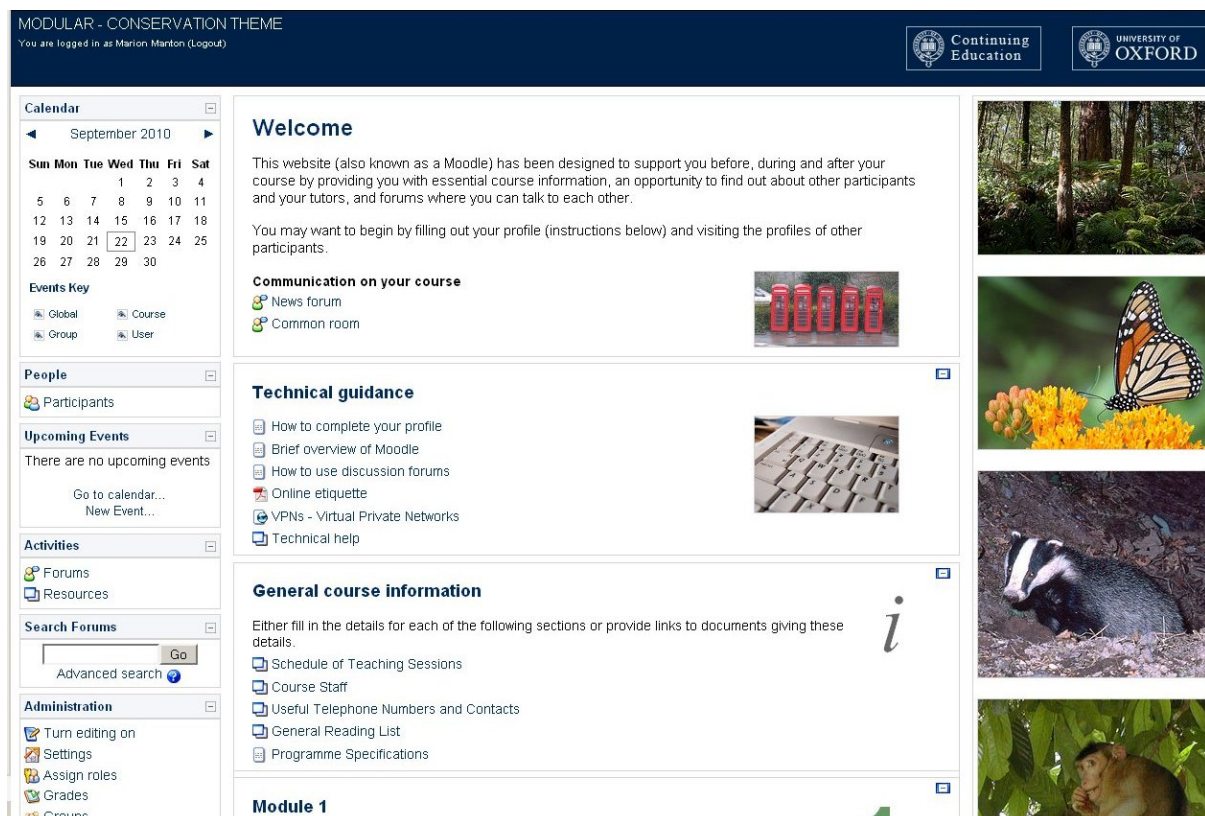 MODULAR - CONSERVATION THEME
You are logged in as Marion Manton (Logout)
Continuing
Education
UNIVERSITY OF
OXFORD
Calendar
September 2010
Sun Mon Tue Wed Thu Fri Sat
1 2 3 4
5 6 7 8 9 10 11
12 13 14 15 16 17 18
19 20 21 22 23 24 25
26 27 28 29 30
Events Key
Global Course
Group User
People
Participants
Upcoming Events
There are no upcoming events
Go to calendar...
New Event...
Activities
Forums
Resources
Search Forums
Go
Advanced search
Administration
Turn editing on
Settings
Assign roles
Grades
Groups
Welcome
This website (also known as a Moodle) has been designed to support you before, during and after your
course by providing you with essential course information, an opportunity to find out about other participants
and your tutors, and forums where you can talk to each other.
You may want to begin by filling out your profile (instructions below) and visiting the profiles of other
participants.
Communication on your course
News forum
Common room
Technical guidance
How to complete your profile
Brief overview of Moodle
How to use discussion forums
Online etiquette
VPNs - Virtual Private Networks
Technical help
General course information
i
Either fill in the details for each of the following sections or provide links to documents giving these
details.
Schedule of Teaching Sessions
Course Staff
Useful Telephone Numbers and Contacts
General Reading List
Programme Specifications
Module 1